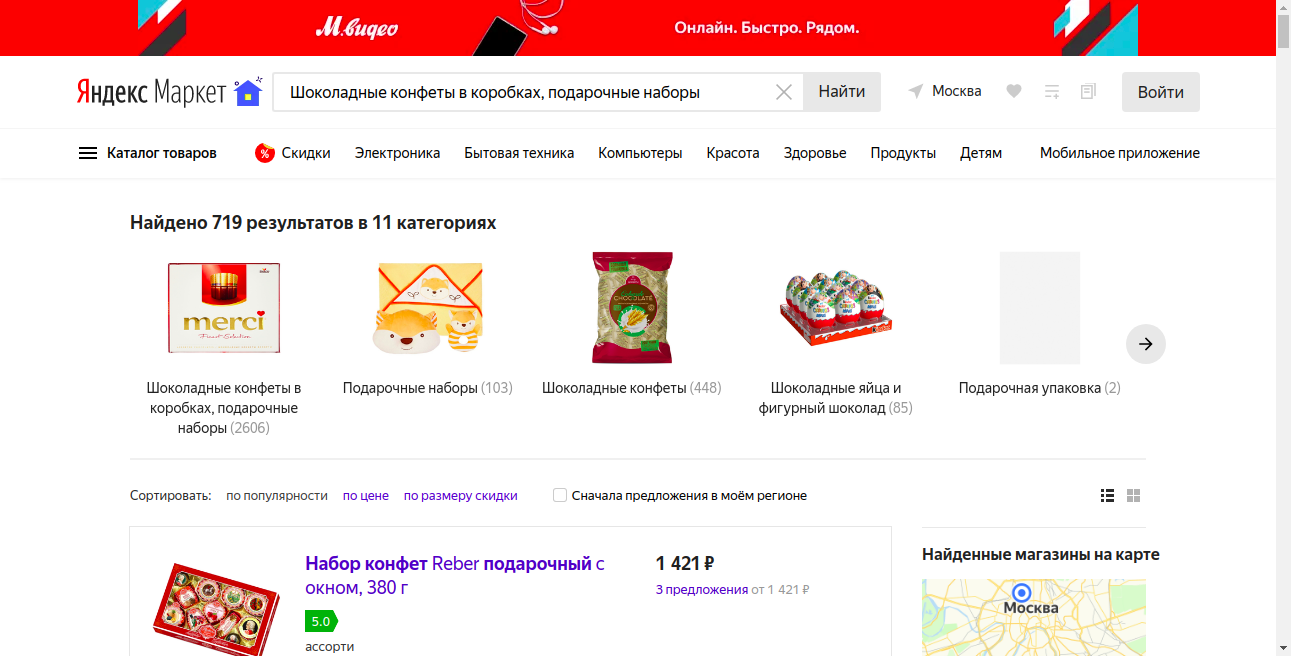 М.видео
Онлайн. Быстро. Рядом.
Яндекс Маркет
Шоколадные конфеты в коробках, подарочные наборы
Найти
Москва
Войти
Каталог товаров
%
Скидки
Электроника
Бытовая техника
Компьютеры
Красота
Здоровье
Продукты
Детям
Мобильное приложение
Найдено 719 результатов в 11 категориях
merci
Finest Selection
CHOCOLATE
Шоколадные конфеты в
коробках, подарочные
наборы (2606)
Подарочные наборы (103)
Шоколадные конфеты (448)
Шоколадные яйца и
фигурный шоколад (85)
Подарочная упаковка (2)
Сортировать:
по популярности
по цене
по размеру скидки
Сначала предложения в моём регионе
Набор конфет Reber подарочный с
окном, 380 г
5.0
ассорти
1 421 ₽
3 предложения от 1 421 ₽
Найденные магазины на карте
Москва